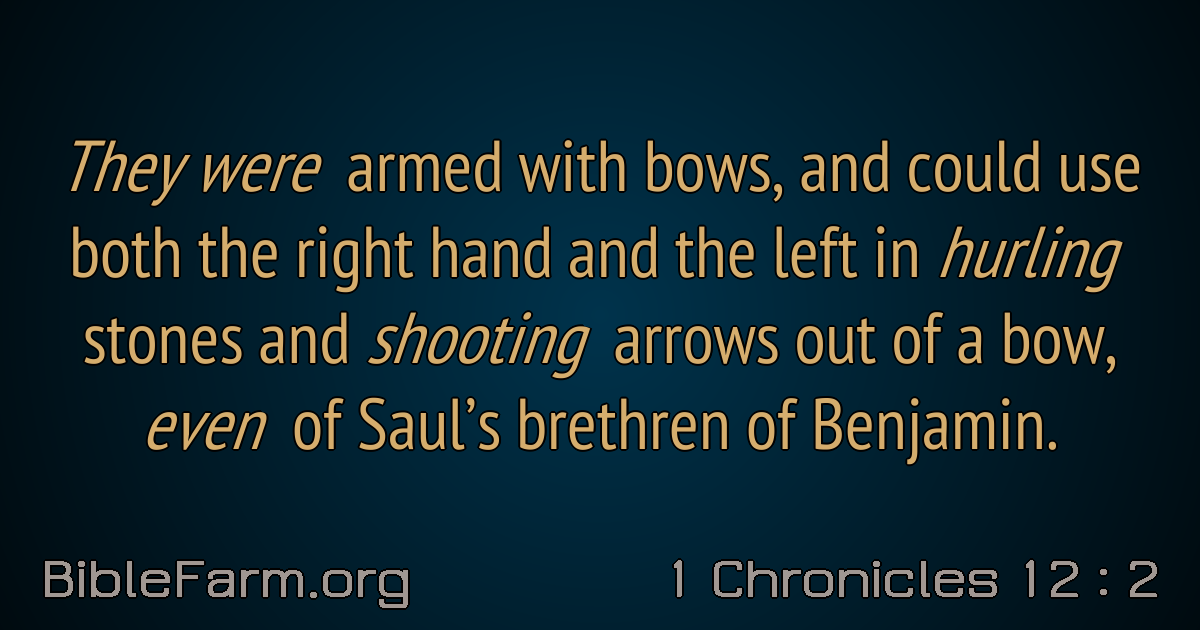 They were armed with bows, and could use
both the right hand and the left in hurling
stones and shooting arrows out of a bow,
even of Saul’s brethren of Benjamin.
BibleFarm.org
1 Chronicles 12 : 2